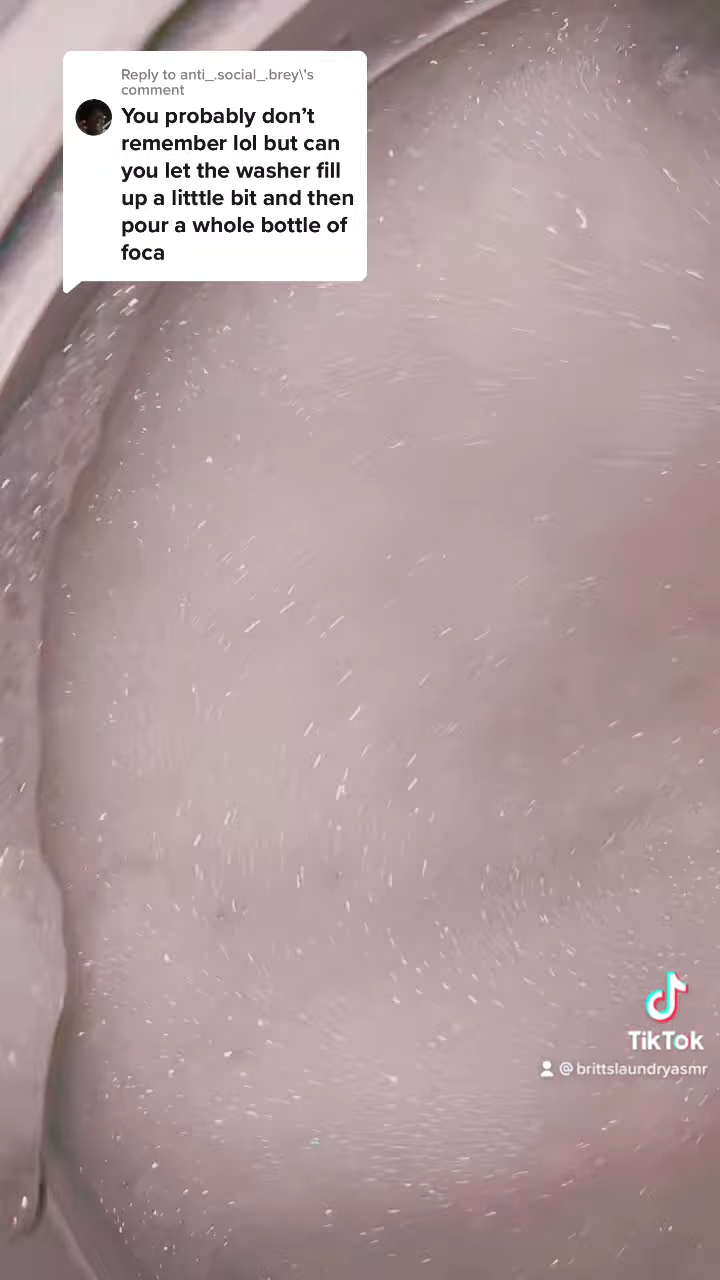 Reply to anti_.social_.brey\'s
comment
You probably don’t
remember lol but can
you let the washer fill
up a litttle bit and then
pour a whole bottle of
foca
TikTok
@brittslaundryasmr